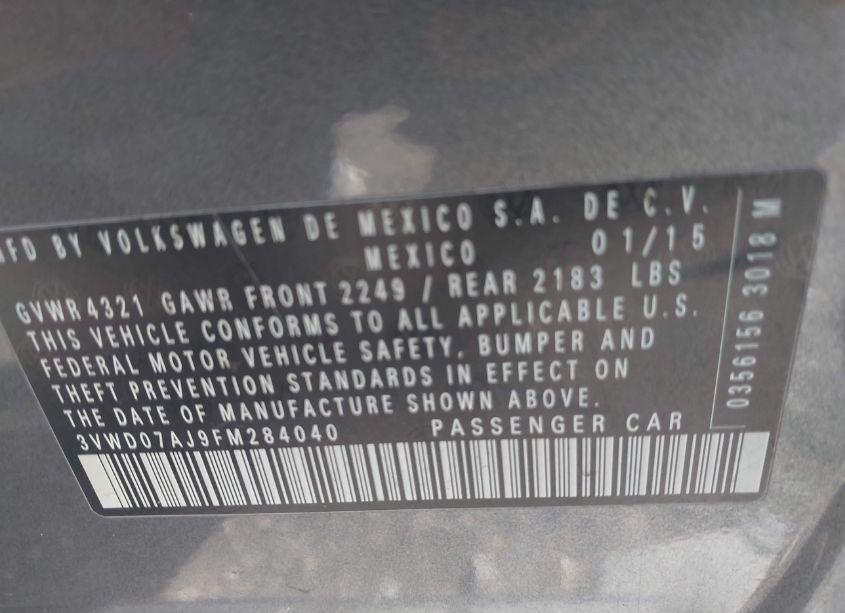 MFD BY VOLKSWAGEN DE MEXICO S.A. DE C.V.
MEXICO 01/15
GVWR 4321 GAWR FRONT 2249 / REAR 2183 LBS
THIS VEHICLE CONFORMS TO ALL APPLICABLE U.S.
FEDERAL MOTOR VEHICLE SAFETY, BUMPER AND
THEFT PREVENTION STANDARDS IN EFFECT ON
THE DATE OF MANUFACTURE SHOWN ABOVE.
3VWD07AJ9FM284040 PASSENGER CAR
0356156 3018 M